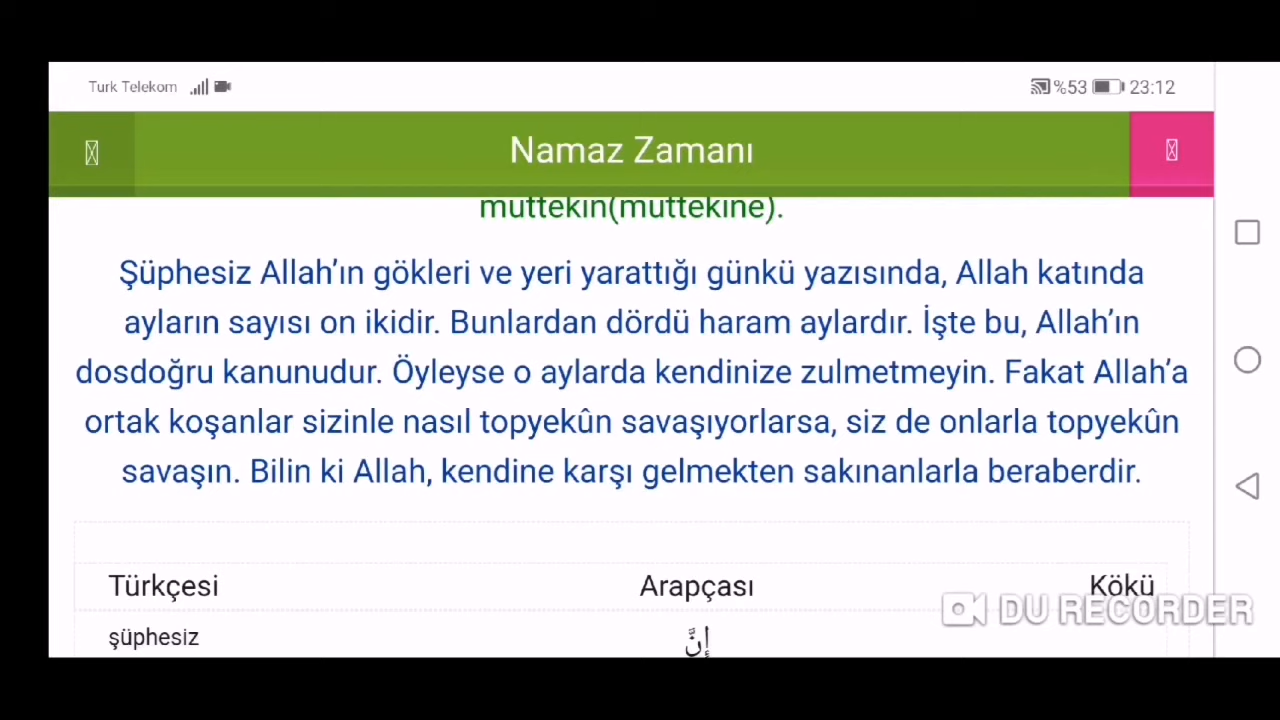 Turk Telekom
%53 23:12
Namaz Zamanı
muttekin(muttekine).
Şüphesiz Allah’ın gökleri ve yeri yarattığı günkü yazısında, Allah katında
ayların sayısı on ikidir. Bunlardan dördü haram aylardır. İşte bu, Allah’ın
dosdoğru kanunudur. Öyleyse o aylarda kendinize zulmetmeyin. Fakat Allah’a
ortak koşanlar sizinle nasıl topyekûn savaşıyorlarsa, siz de onlarla topyekûn
savaşın. Bilin ki Allah, kendine karşı gelmekten sakınanlarla beraberdir.
Türkçesi Arapçası Kökü
DU RECORDER
şüphesiz إِنَّ